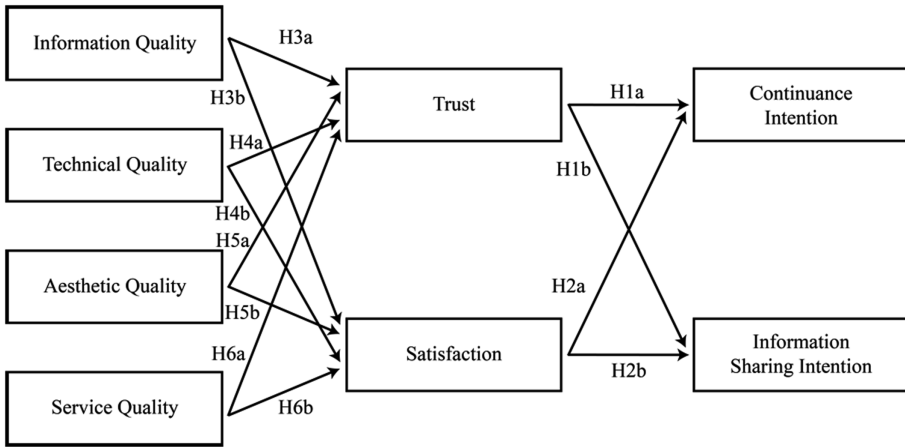 Information Quality
H3a
H3b
Trust
H1a
Continuance
Intention
Technical Quality
H4a
H1b
H4b
H5a
Aesthetic Quality
H5b
H2a
H6a
Satisfaction
Information
Sharing Intention
H2b
Service Quality
H6b